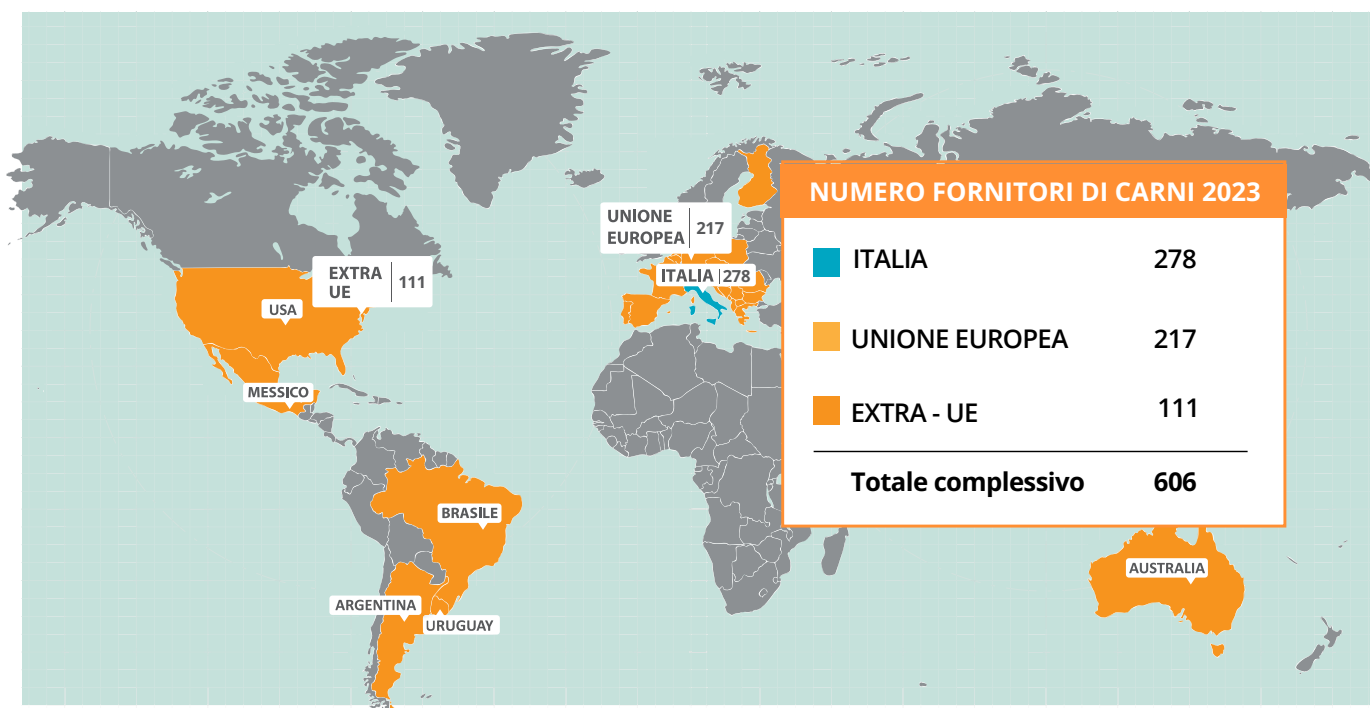 NUMERO FORNITORI DI CARNI 2023
ITALIA 278
UNIONE EUROPEA 217
EXTRA - UE 111
Totale complessivo 606
UNIONE
EUROPEA 217
ITALIA 278
EXTRA
UE 111
USA
MESSICO
BRASILE
ARGENTINA
URUGUAY
AUSTRALIA